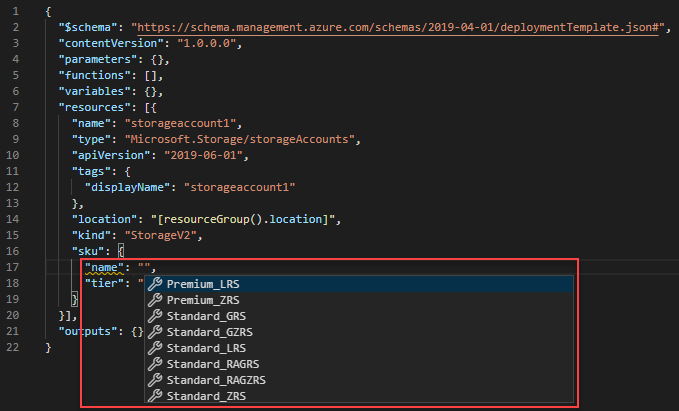 1 {
2 "$schema": "https://schema.management.azure.com/schemas/2019-04-01/deploymentTemplate.json#",
3 "contentVersion": "1.0.0.0",
4 "parameters": {},
5 "functions": [],
6 "variables": {},
7 "resources": [{
8 "name": "storageaccount1",
9 "type": "Microsoft.Storage/storageAccounts",
10 "apiVersion": "2019-06-01",
11 "tags": {
12 "displayName": "storageaccount1"
13 },
14 "location": "[resourceGroup().location]",
15 "kind": "StorageV2",
16 "sku": {
17 "name": "",
18 "tier": "
Premium_LRS
19 }
Premium_ZRS
20 }],
Standard_GRS
21 "outputs": {}
Standard_GZRS
22 }
Standard_LRS
Standard_RAGRS
Standard_RAGZRS
Standard_ZRS